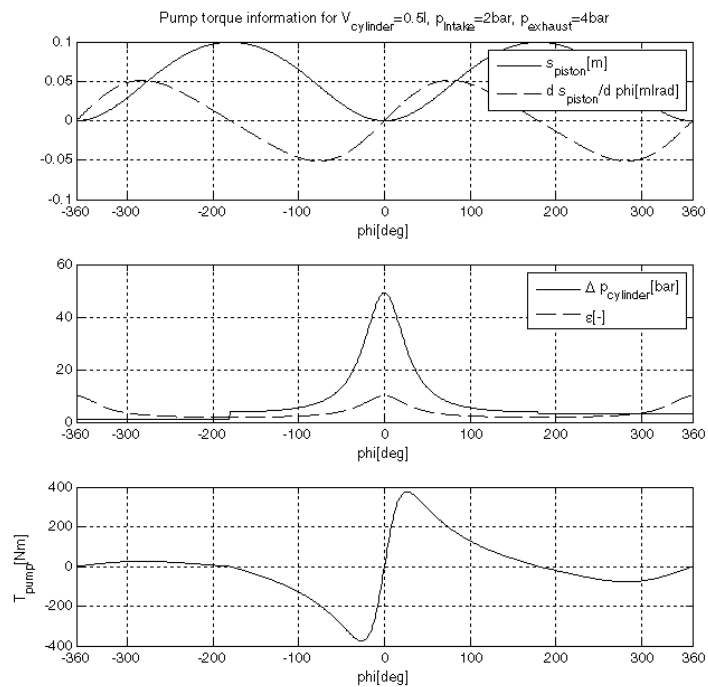 Pump torque information for V_cylinder=0.5l, p_Intake=2bar, p_exhaust=4bar
0.1
0.05
0
-0.05
-0.1
s_piston[m]
d s_piston/d phi[mlrad]
-360 -300 -200 -100 0 100 200 300 360
phi[deg]
60
40
20
0
Δ p_cylinder[bar]
ε[-]
-360 -300 -200 -100 0 100 200 300 360
phi[deg]
T_pump[Nm]
400
200
0
-200
-400
-360 -300 -200 -100 0 100 200 300 360
phi[deg]